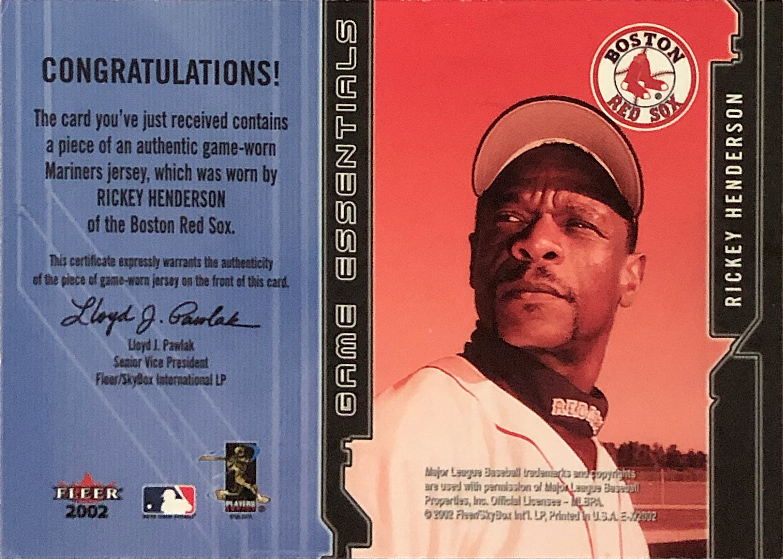 CONGRATULATIONS!
The card you've just received contains
a piece of an authentic game-worn
Mariners jersey, which was worn by
RICKEY HENDERSON
of the Boston Red Sox.
This certificate expressly warrants the authenticity
of the piece of game-worn jersey on the front of this card.
Lloyd J. Pawlak
Lloyd J. Pawlak
Senior Vice President
Fleer/SkyBox International LP
FLEER
2002
PLAYERS
GAME ESSENTIALS
BOSTON
RED SOX
RICKEY HENDERSON
Major League Baseball trademarks and copyrights
are used with permission of Major League Baseball
Properties, Inc. Official Licensee – MLBPA.
© 2002 Fleer/SkyBox Int'l. LP, Printed in U.S.A. E-X/2002